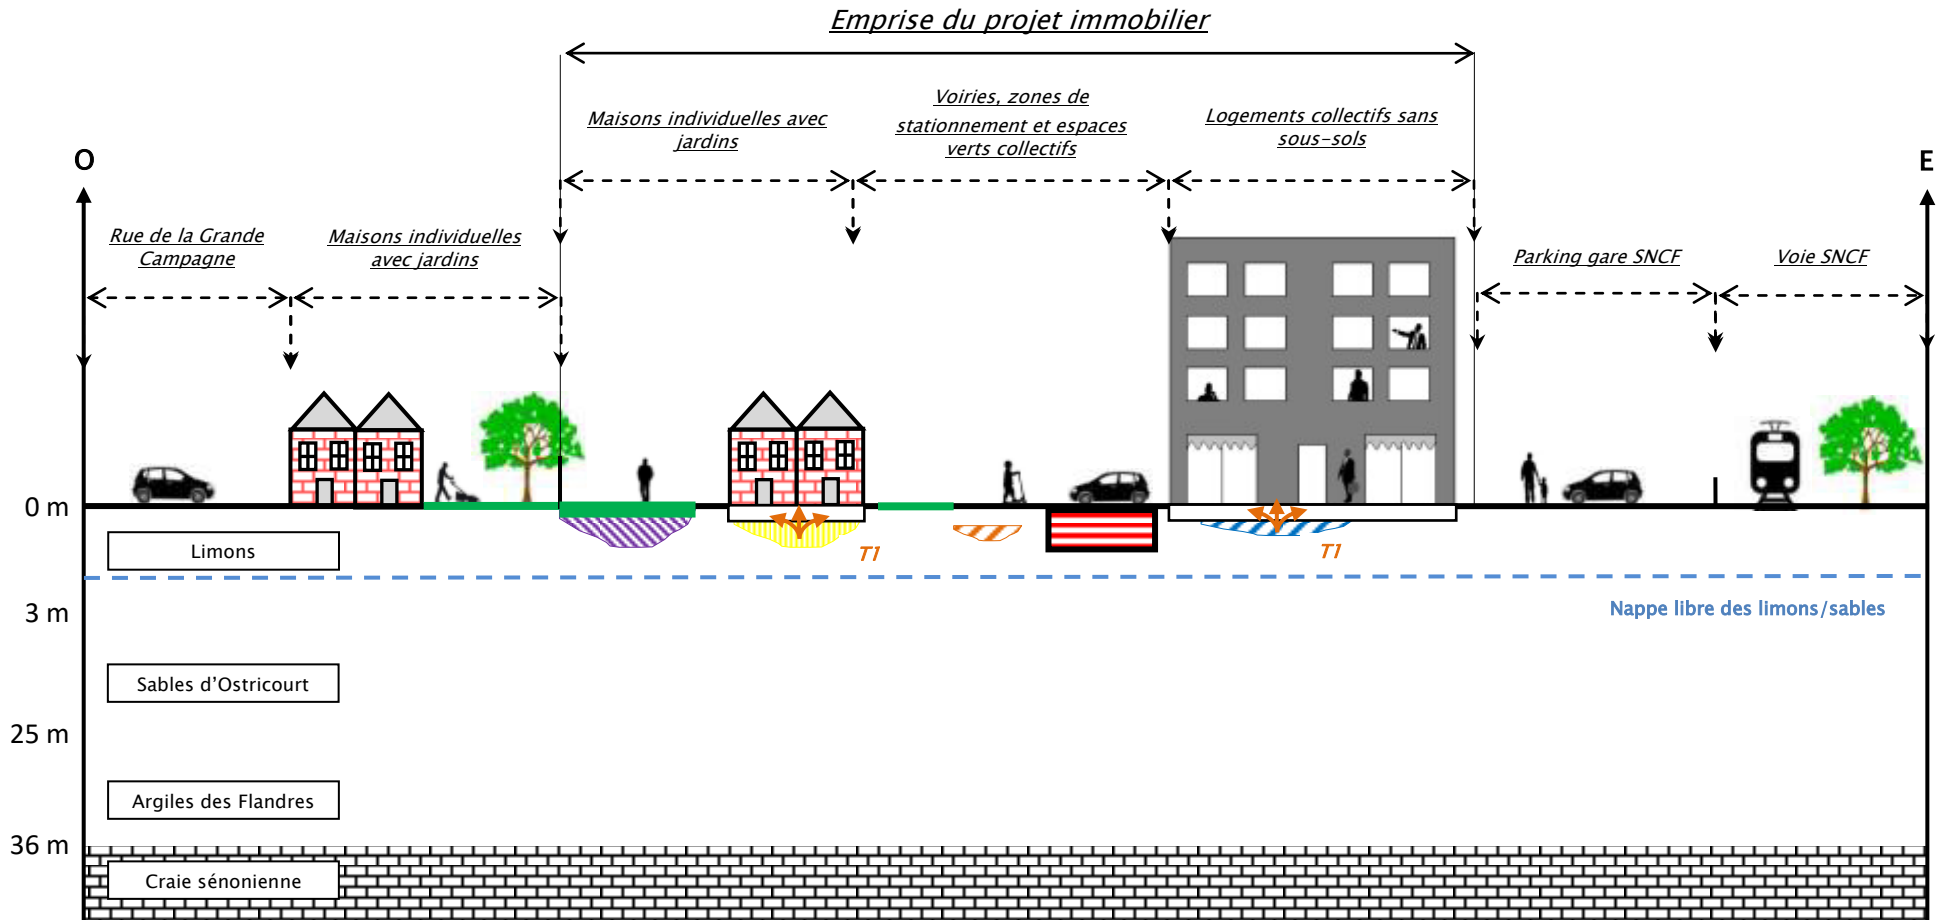 Emprise du projet immobilier
Maisons individuelles avec
jardins
Voiries, zones de
stationnement et espaces
verts collectifs
Logements collectifs sans
sous-sols
O
E
Rue de la Grande
Campagne
Maisons individuelles
avec jardins
Parking gare SNCF
Voie SNCF
0 m
Limons
T1
T1
3 m
Nappe libre des limons/sables
Sables d'Ostricourt
25 m
Argiles des Flandres
36 m
Craie sénonienne